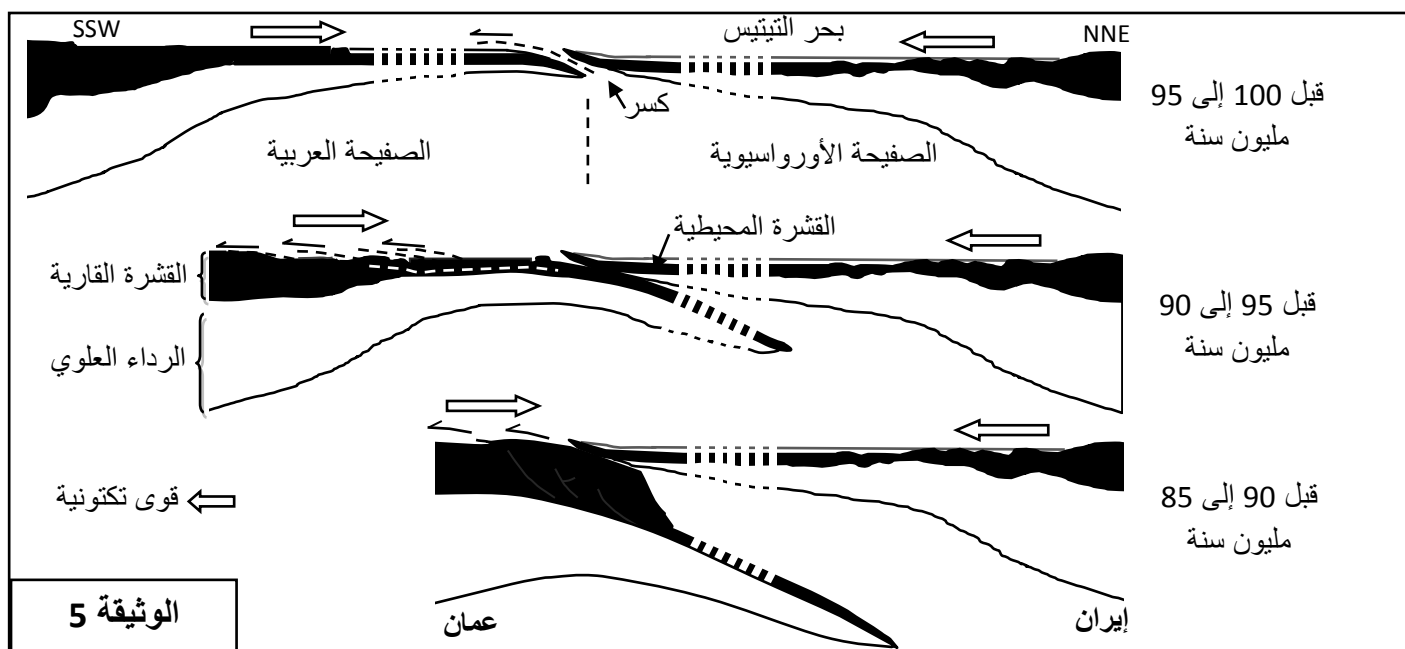 SSW
بحر التيتيس
NNE
كسر
الصفيحة العربية
الصفيحة الأورواسيوية
قبل 100 إلى 95
مليون سنة
القشرة المحيطية
القشرة القارية
الرداء العلوي
قبل 95 إلى 90
مليون سنة
قوى تكتونية
قبل 90 إلى 85
مليون سنة
الوثيقة 5
عمان
إيران